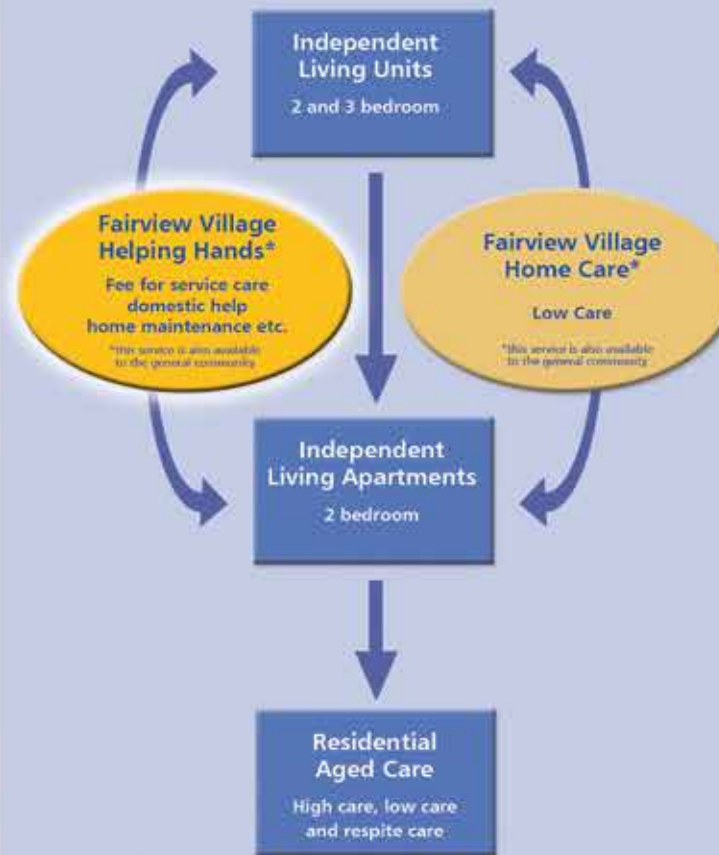 Independent
Living Units
2 and 3 bedroom
Fairview Village
Helping Hands*
Fee for service care
domestic help
home maintenance etc.
*this service is also available
to the general community
Fairview Village
Home Care*
Low Care
*this service is also available
to the general community
Independent
Living Apartments
2 bedroom
Residential
Aged Care
High care, low care
and respite care